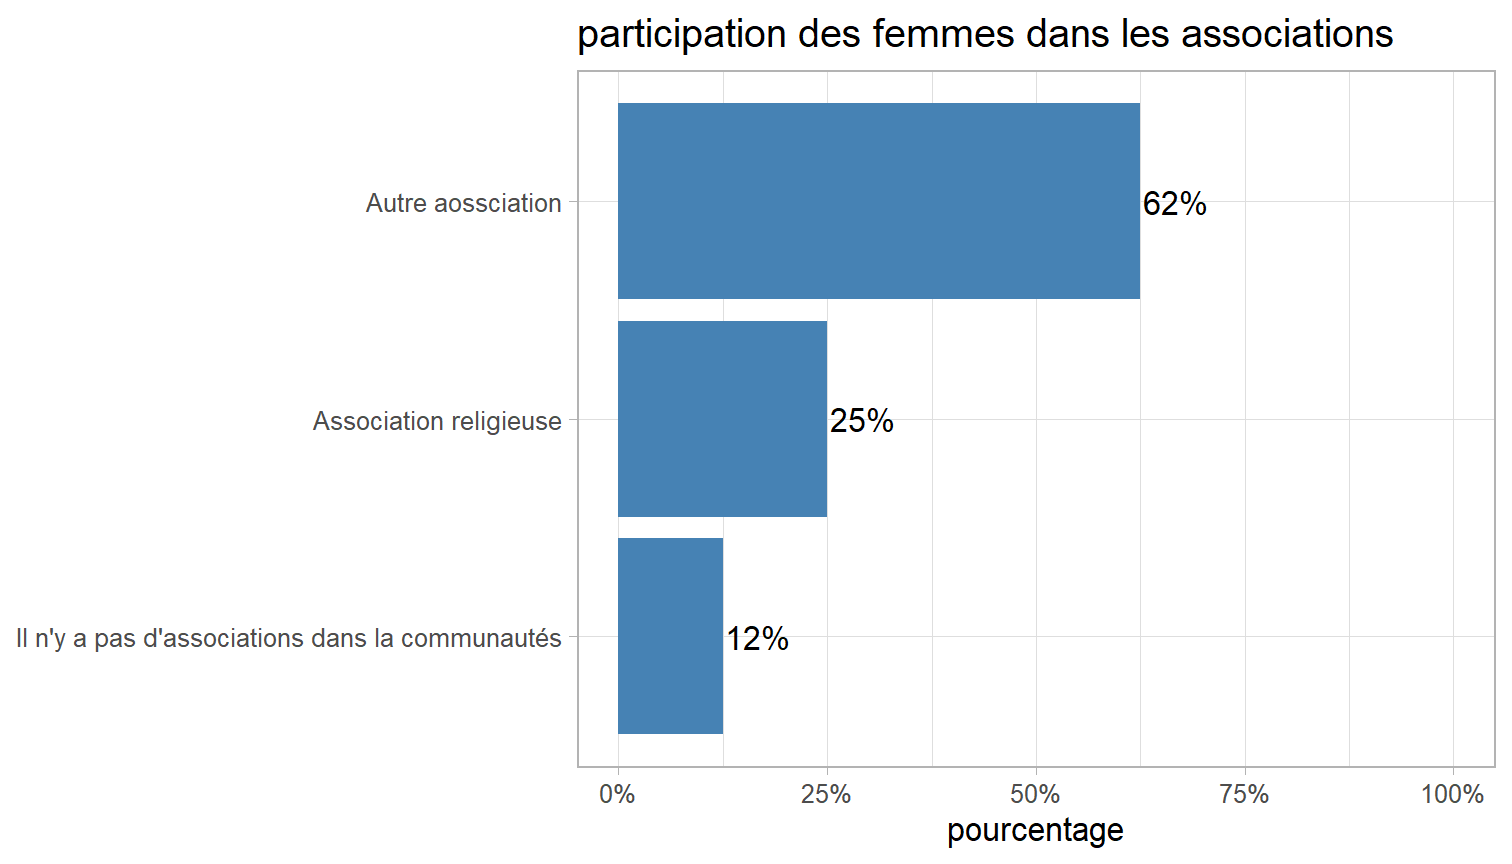 participation des femmes dans les associations
Autre aossciation
62%
Association religieuse
25%
Il n'y a pas d'associations dans la communautés
12%
0%
25%
50%
75%
100%
pourcentage